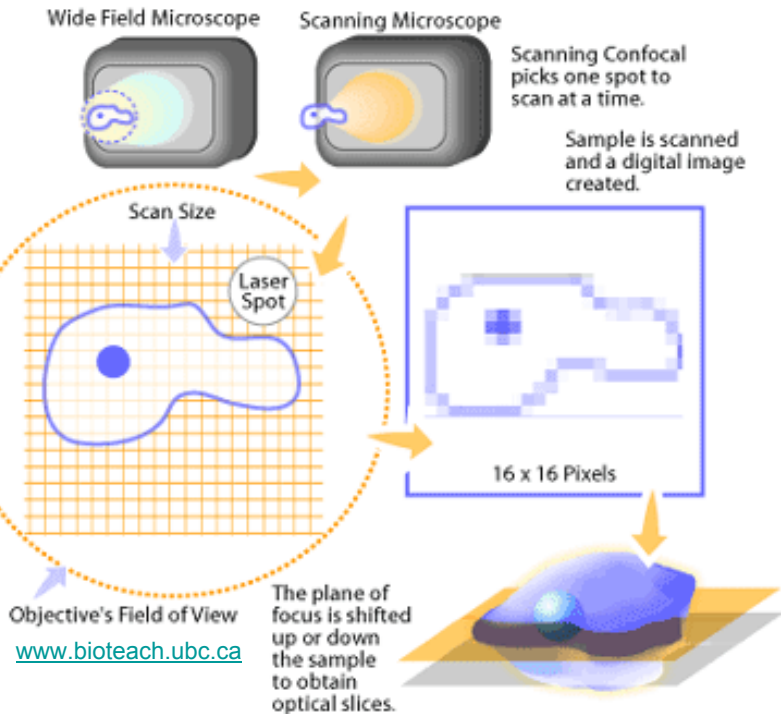 Wide Field Microscope
Scanning Microscope
Scanning Confocal
picks one spot to
scan at a time.
Sample is scanned
and a digital image
created.
Scan Size
Laser
Spot
16 x 16 Pixels
Objective's Field of View
www.bioteach.ubc.ca
The plane of
focus is shifted
up or down
the sample
to obtain
optical slices.